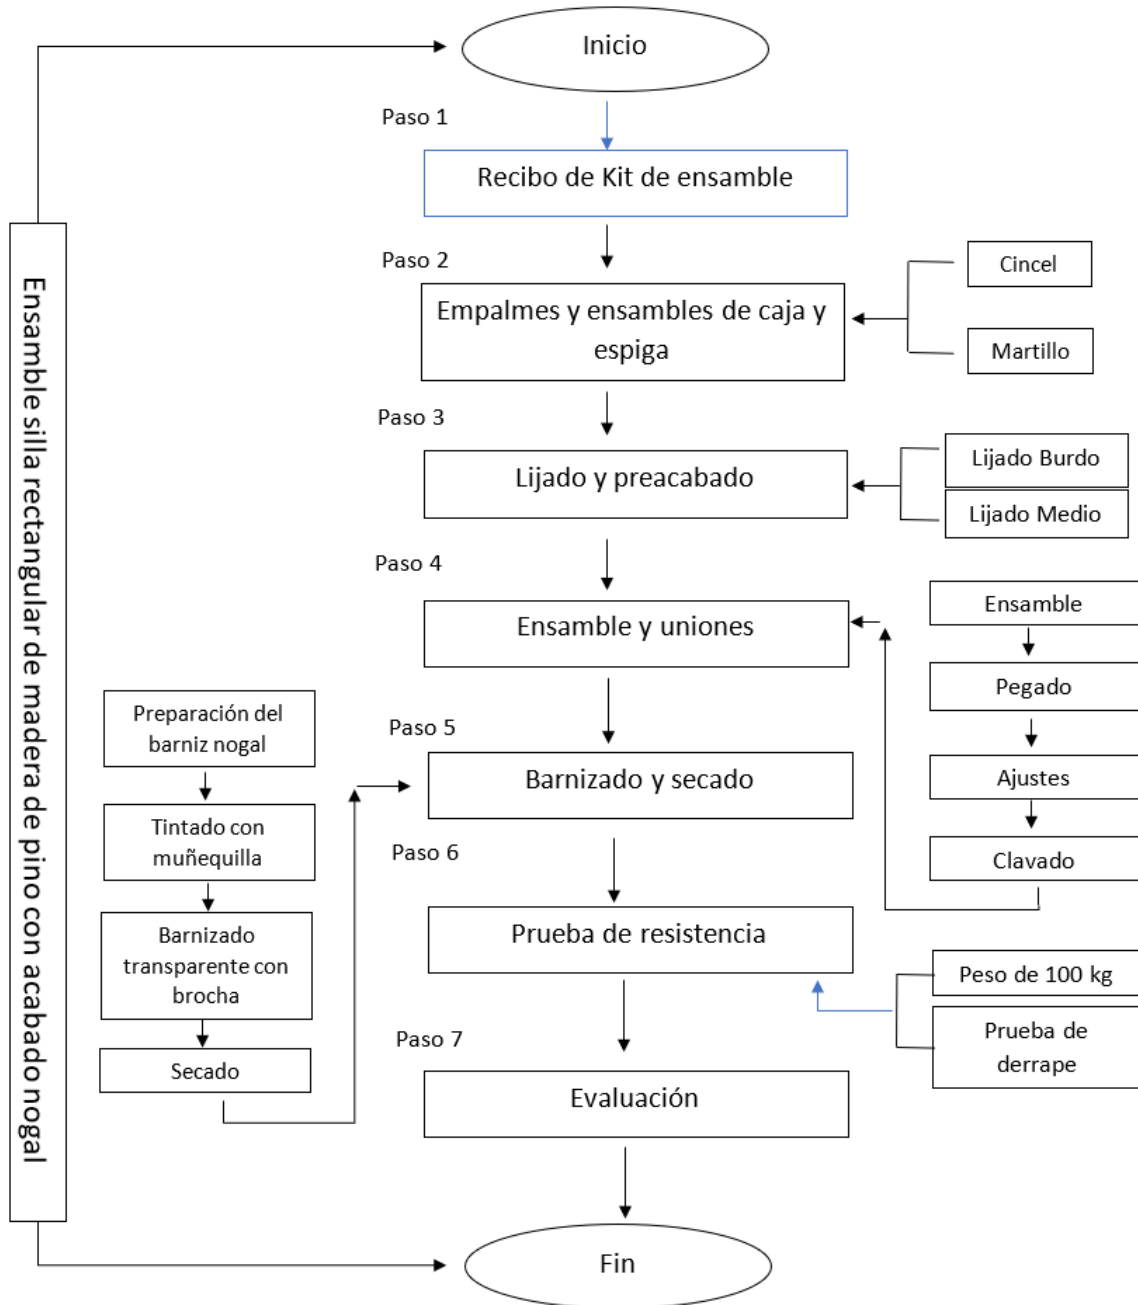 Inicio
Paso 1
Recibo de Kit de ensamble
Paso 2
Empalmes y ensambles de caja y
espiga
Cincel
Martillo
Paso 3
Lijado y preacabado
Lijado Burdo
Lijado Medio
Paso 4
Ensamble y uniones
Ensamble
Pegado
Ajustes
Clavado
Paso 5
Barnizado y secado
Preparación del
barniz nogal
Tintado con
muñequilla
Barnizado
transparente con
brocha
Secado
Paso 6
Prueba de resistencia
Peso de 100 kg
Prueba de
derrape
Paso 7
Evaluación
Fin
Ensamble silla rectangular de madera de pino con acabado nogal